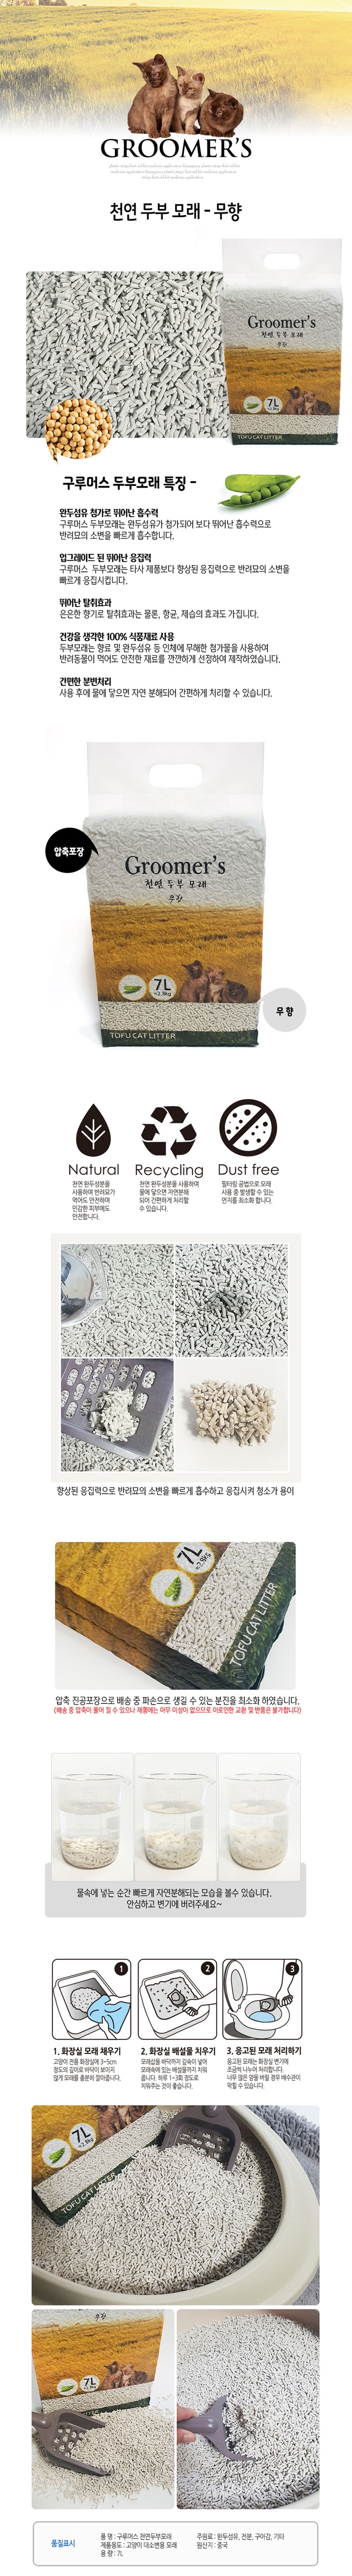 GROOMER'S
천연 두부 모래 - 무향
Groomer's
천연 두부 모래
무향
7L
≈2.8kg
TOFU CAT LITTER
구루머스 두부모래 특징 -
완두섬유 첨가로 뛰어난 흡수력
구루머스 두부모래는 완두섬유가 첨가되어 보다 뛰어난 흡수력으로
반려묘의 소변을 빠르게 흡수합니다.
업그레이드 된 뛰어난 응집력
구루머스 두부모래는 타사 제품보다 향상된 응집력으로 반려묘의 소변을
빠르게 응집시킵니다.
뛰어난 탈취효과
은은한 향기로 탈취효과는 물론, 항균, 제습의 효과도 가집니다.
건강을 생각한 100% 식품재료 사용
두부모래는 향료 및 완두섬유 등 인체에 무해한 첨가물을 사용하여
반려동물이 먹어도 안전한 재료를 깐깐하게 선정하여 제작하였습니다.
간편한 분변처리
사용 후에 물에 닿으면 자연 분해되어 간편하게 처리할 수 있습니다.
압축포장
Groomer's
천연 두부 모래
무향
7L
≈2.8kg
TOFU CAT LITTER
무 향
Natural
천연 완두성분을
사용하여 반려묘가
먹어도 안전하며
민감한 피부에도
안전합니다.
Recycling
천연 완두성분을 사용하여
물에 닿으면 자연분해
되어 간편하게 처리할
수 있습니다.
Dust free
필터링 공법으로 모래
사용 중 발생할 수 있는
먼지를 최소화 합니다.
향상된 응집력으로 반려묘의 소변을 빠르게 흡수하고 응집시켜 청소가 용이
7L
≈2.8kg
TOFU CAT LITTER
압축 진공포장으로 배송 중 파손으로 생길 수 있는 분진을 최소화 하였습니다.
(배송 중 압축이 풀어 질 수 있으나 제품에는 아무 이상이 없으므로 이로인한 교환 및 반품은 불가합니다)
물속에 넣는 순간 빠르게 자연분해되는 모습을 볼수 있습니다.
안심하고 변기에 버려주세요~
1
2
3
1. 화장실 모래 채우기
고양이 전용 화장실에 3~5cm
정도의 깊이로 바닥이 보이지
않게 모래를 충분히 깔아줍니다.
2. 화장실 배설물 치우기
모래삽을 바닥까지 깊숙이 넣어
모래속에 있는 배설물까지 치워
줍니다. 하루 1~3회 정도로
치워주는 것이 좋습니다.
3. 응고된 모래 처리하기
응고된 모래는 화장실 변기에
조금씩 나누어 처리합니다.
너무 많은 양을 버릴 경우 배수관이
막힐 수 있습니다.
7L
≈2.8kg
TOFU CAT LITTER
무향
7L
품질표시
품 명 : 구루머스 천연두부모래
제품용도 : 고양이 대소변용 모래
용 량 : 7L
주원료 : 완두섬유, 전분, 구아검, 기타
원산지 : 중국